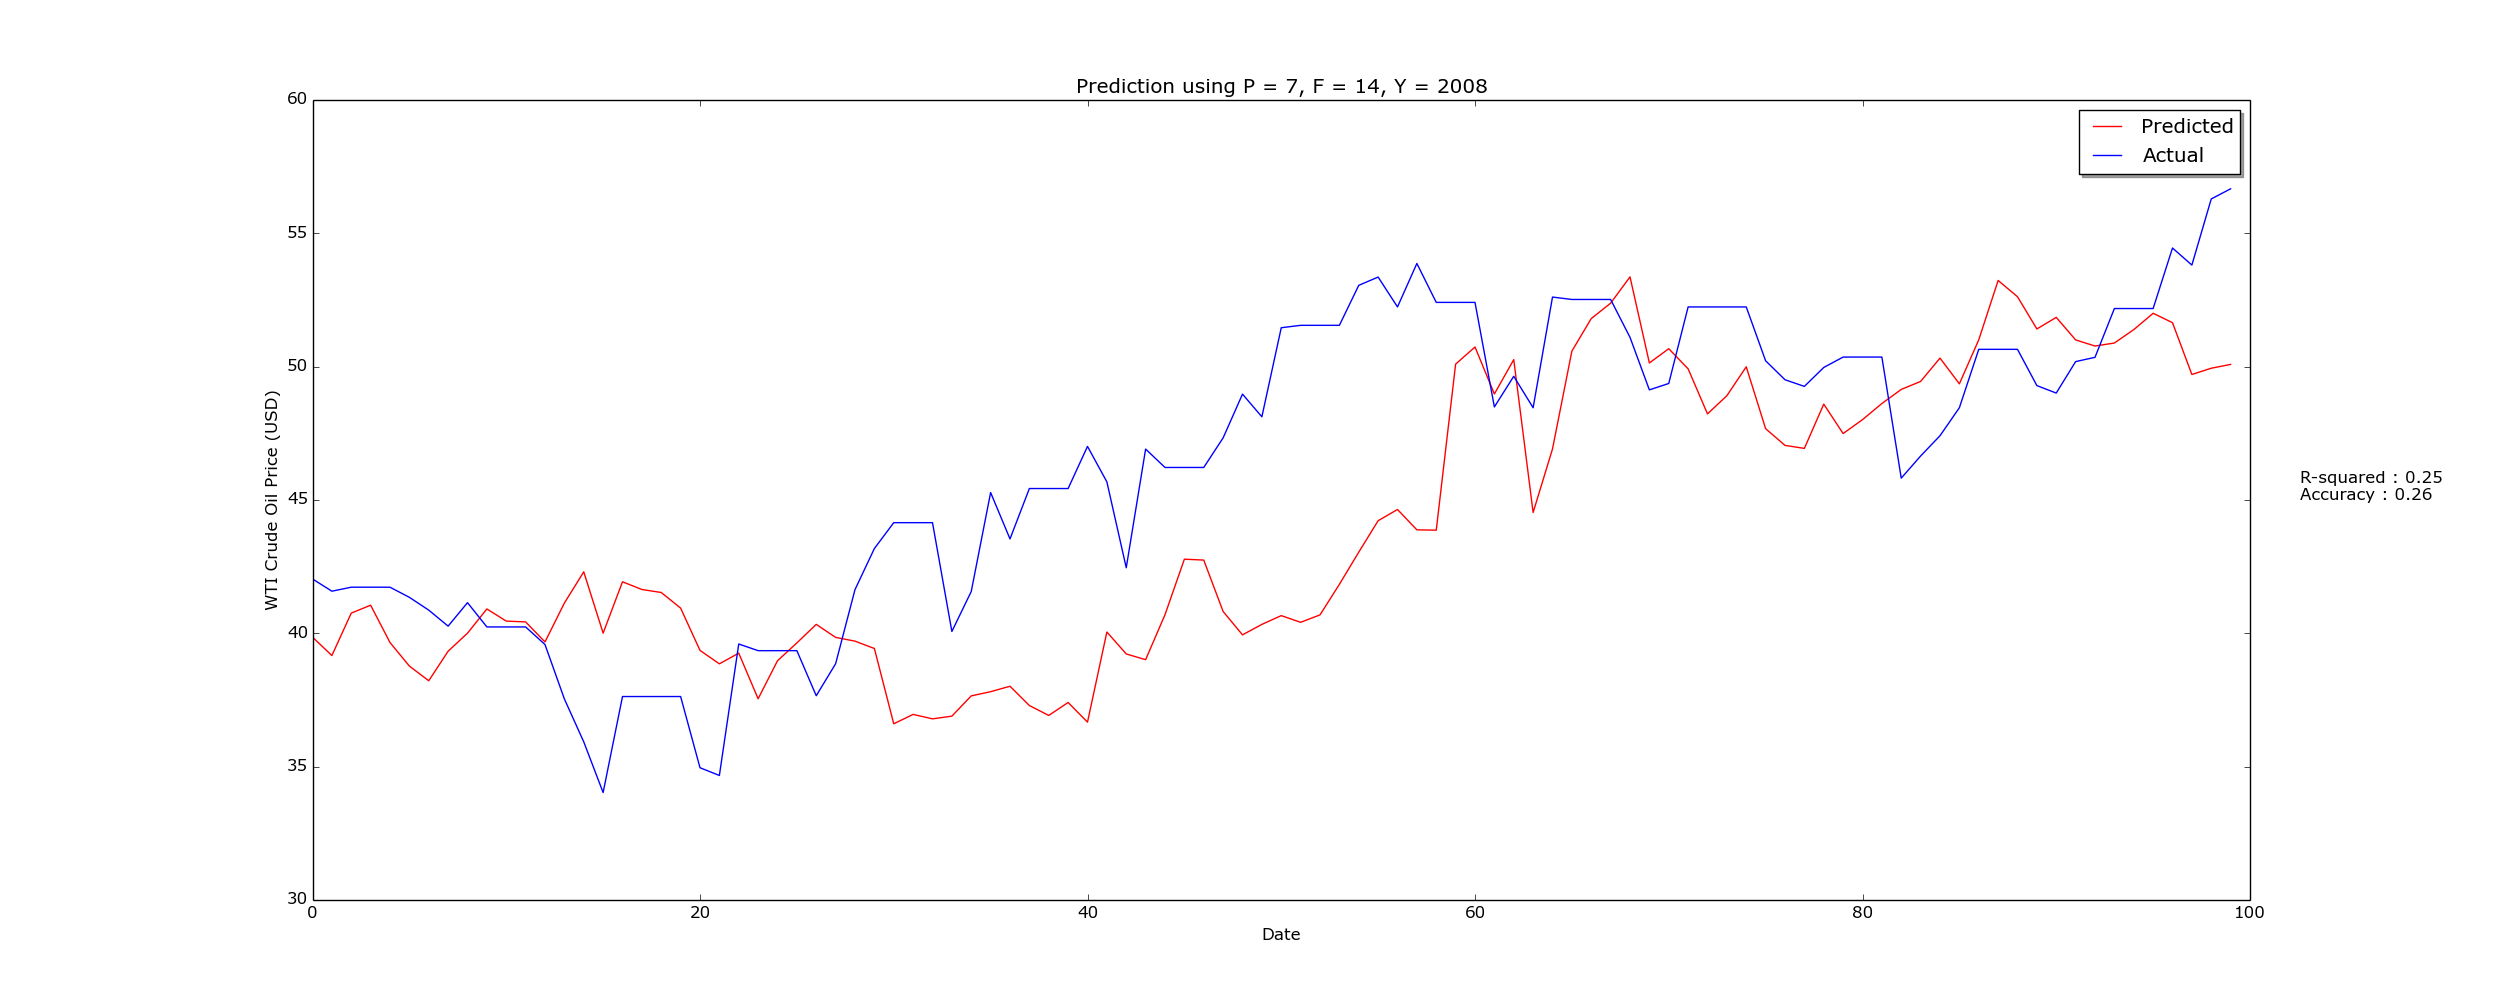 Prediction using P = 7, F = 14, Y = 2008
Predicted
Actual
60
55
50
45
40
35
30
WTI Crude Oil Price (USD)
R-squared : 0.25
Accuracy : 0.26
0 20 40 60 80 100
Date